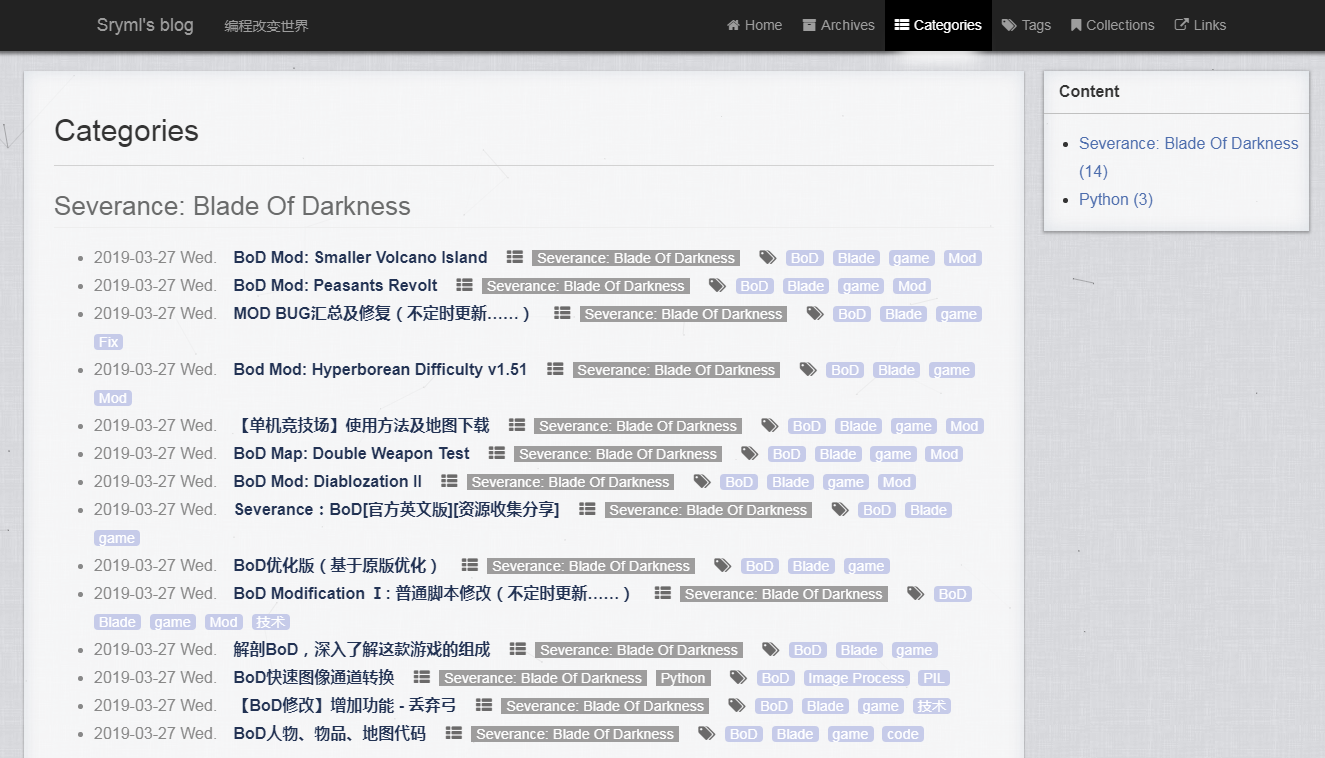 Sryml's blog 编程改变世界 Home Archives Categories Tags Collections Links
Categories
Severance: Blade Of Darkness
2019-03-27 Wed. BoD Mod: Smaller Volcano Island Severance: Blade Of Darkness BoD Blade game Mod
2019-03-27 Wed. BoD Mod: Peasants Revolt Severance: Blade Of Darkness BoD Blade game Mod
2019-03-27 Wed. MOD BUG汇总及修复（不定时更新……） Severance: Blade Of Darkness BoD Blade game
Fix
2019-03-27 Wed. Bod Mod: Hyperborean Difficulty v1.51 Severance: Blade Of Darkness BoD Blade game
Mod
2019-03-27 Wed. 【单机竞技场】使用方法及地图下载 Severance: Blade Of Darkness BoD Blade game Mod
2019-03-27 Wed. BoD Map: Double Weapon Test Severance: Blade Of Darkness BoD Blade game Mod
2019-03-27 Wed. BoD Mod: Diablozation II Severance: Blade Of Darkness BoD Blade game Mod
2019-03-27 Wed. Severance：BoD[官方英文版][资源收集分享] Severance: Blade Of Darkness BoD Blade
game
2019-03-27 Wed. BoD优化版（基于原版优化） Severance: Blade Of Darkness BoD Blade game
2019-03-27 Wed. BoD Modification Ⅰ: 普通脚本修改（不定时更新……） Severance: Blade Of Darkness BoD
Blade game Mod 技术
2019-03-27 Wed. 解剖BoD，深入了解这款游戏的组成 Severance: Blade Of Darkness BoD Blade game
2019-03-27 Wed. BoD快速图像通道转换 Severance: Blade Of Darkness Python BoD Image Process PIL
2019-03-27 Wed. 【BoD修改】增加功能 - 丢弃弓 Severance: Blade Of Darkness BoD Blade game 技术
2019-03-27 Wed. BoD人物、物品、地图代码 Severance: Blade Of Darkness BoD Blade game code
Content
Severance: Blade Of Darkness
(14)
Python (3)